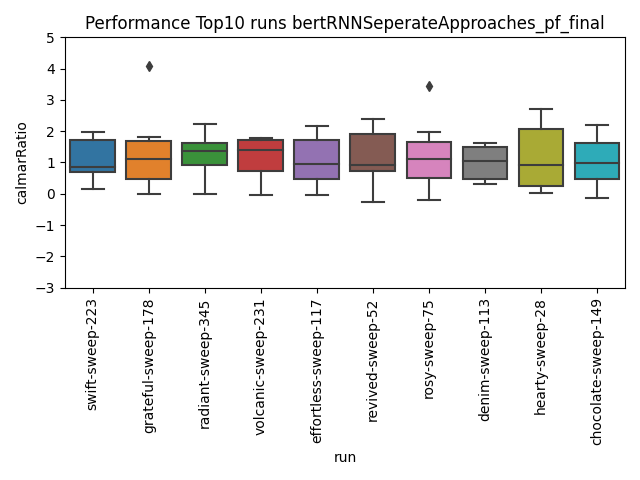 Performance Top10 runs bertRNNSeperateApproaches_pf_final
calmarRatio
5
4
3
2
1
0
−1
−2
−3
swift-sweep-223
grateful-sweep-178
radiant-sweep-345
volcanic-sweep-231
effortless-sweep-117
revived-sweep-52
rosy-sweep-75
denim-sweep-113
hearty-sweep-28
chocolate-sweep-149
run